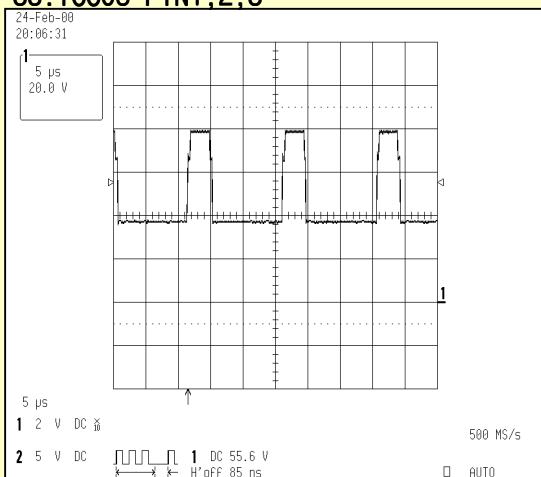 24-Feb-00
20:06:31
1
5 µs
20.0 V
1
5 µs
1 2 V DC
500 MS/s
2 5 V DC
1 DC 55.6 V
H'off 85 ns
AUTO